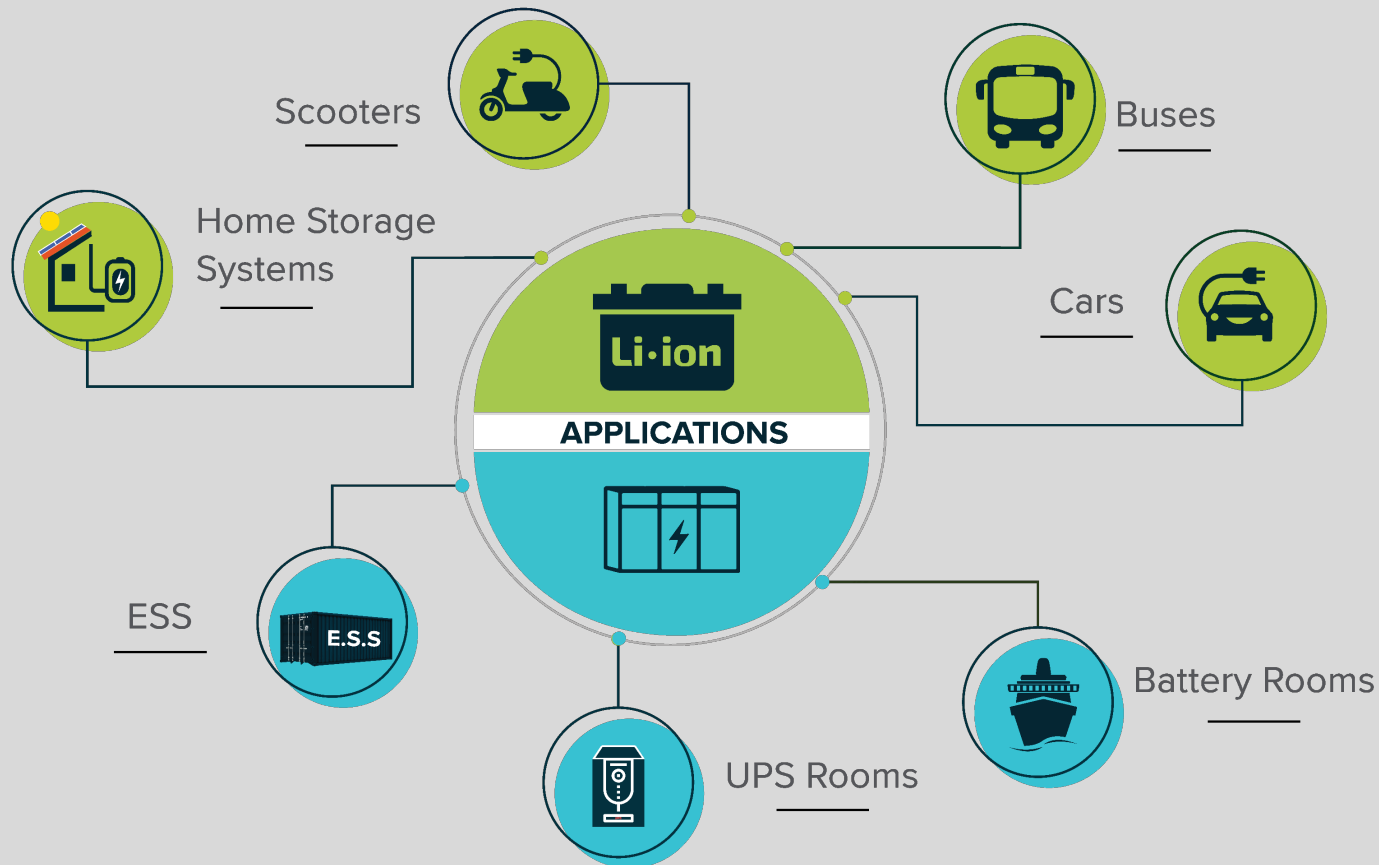 Scooters
Buses
Home Storage
Systems
Cars
Li·ion
APPLICATIONS
ESS
E.S.S
Battery Rooms
UPS Rooms